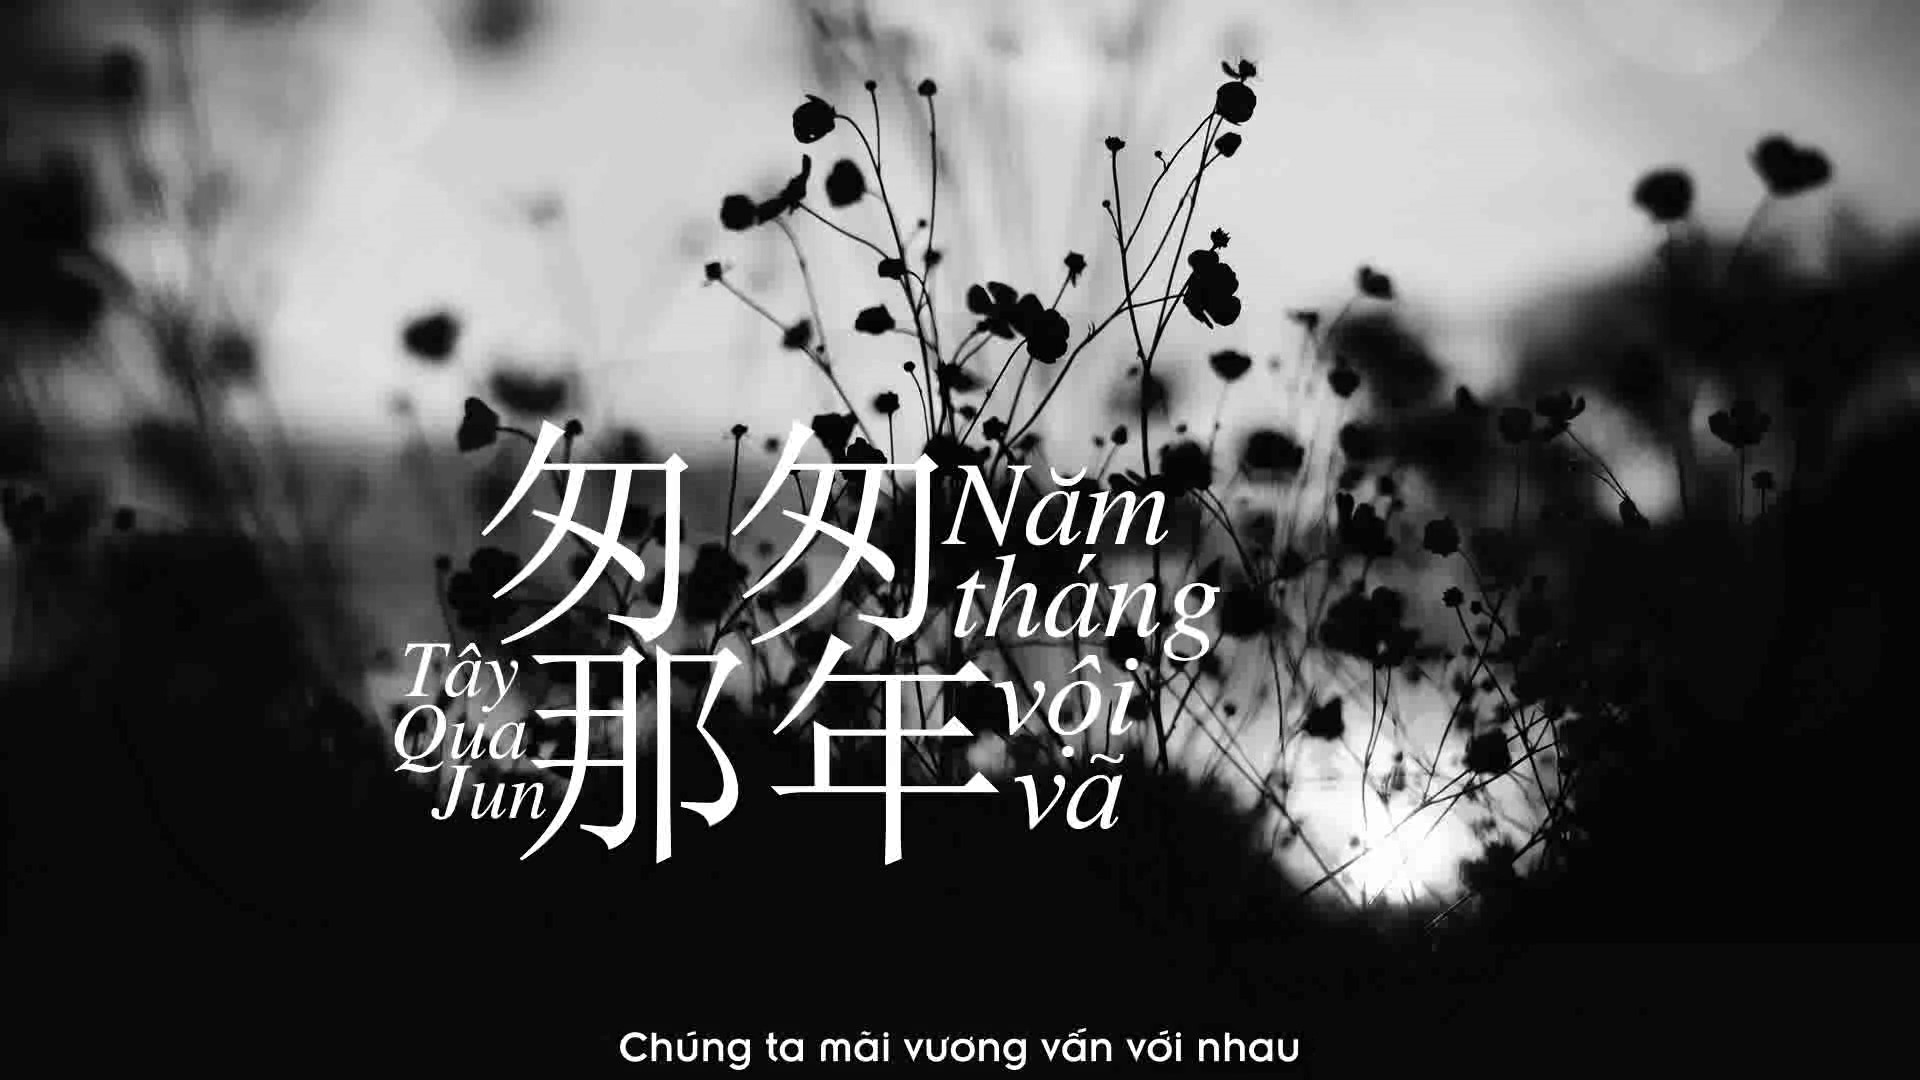 匆匆
那年
Năm
tháng
vội
vã
Tây
Qua
Jun
Chúng ta mãi vương vấn với nhau